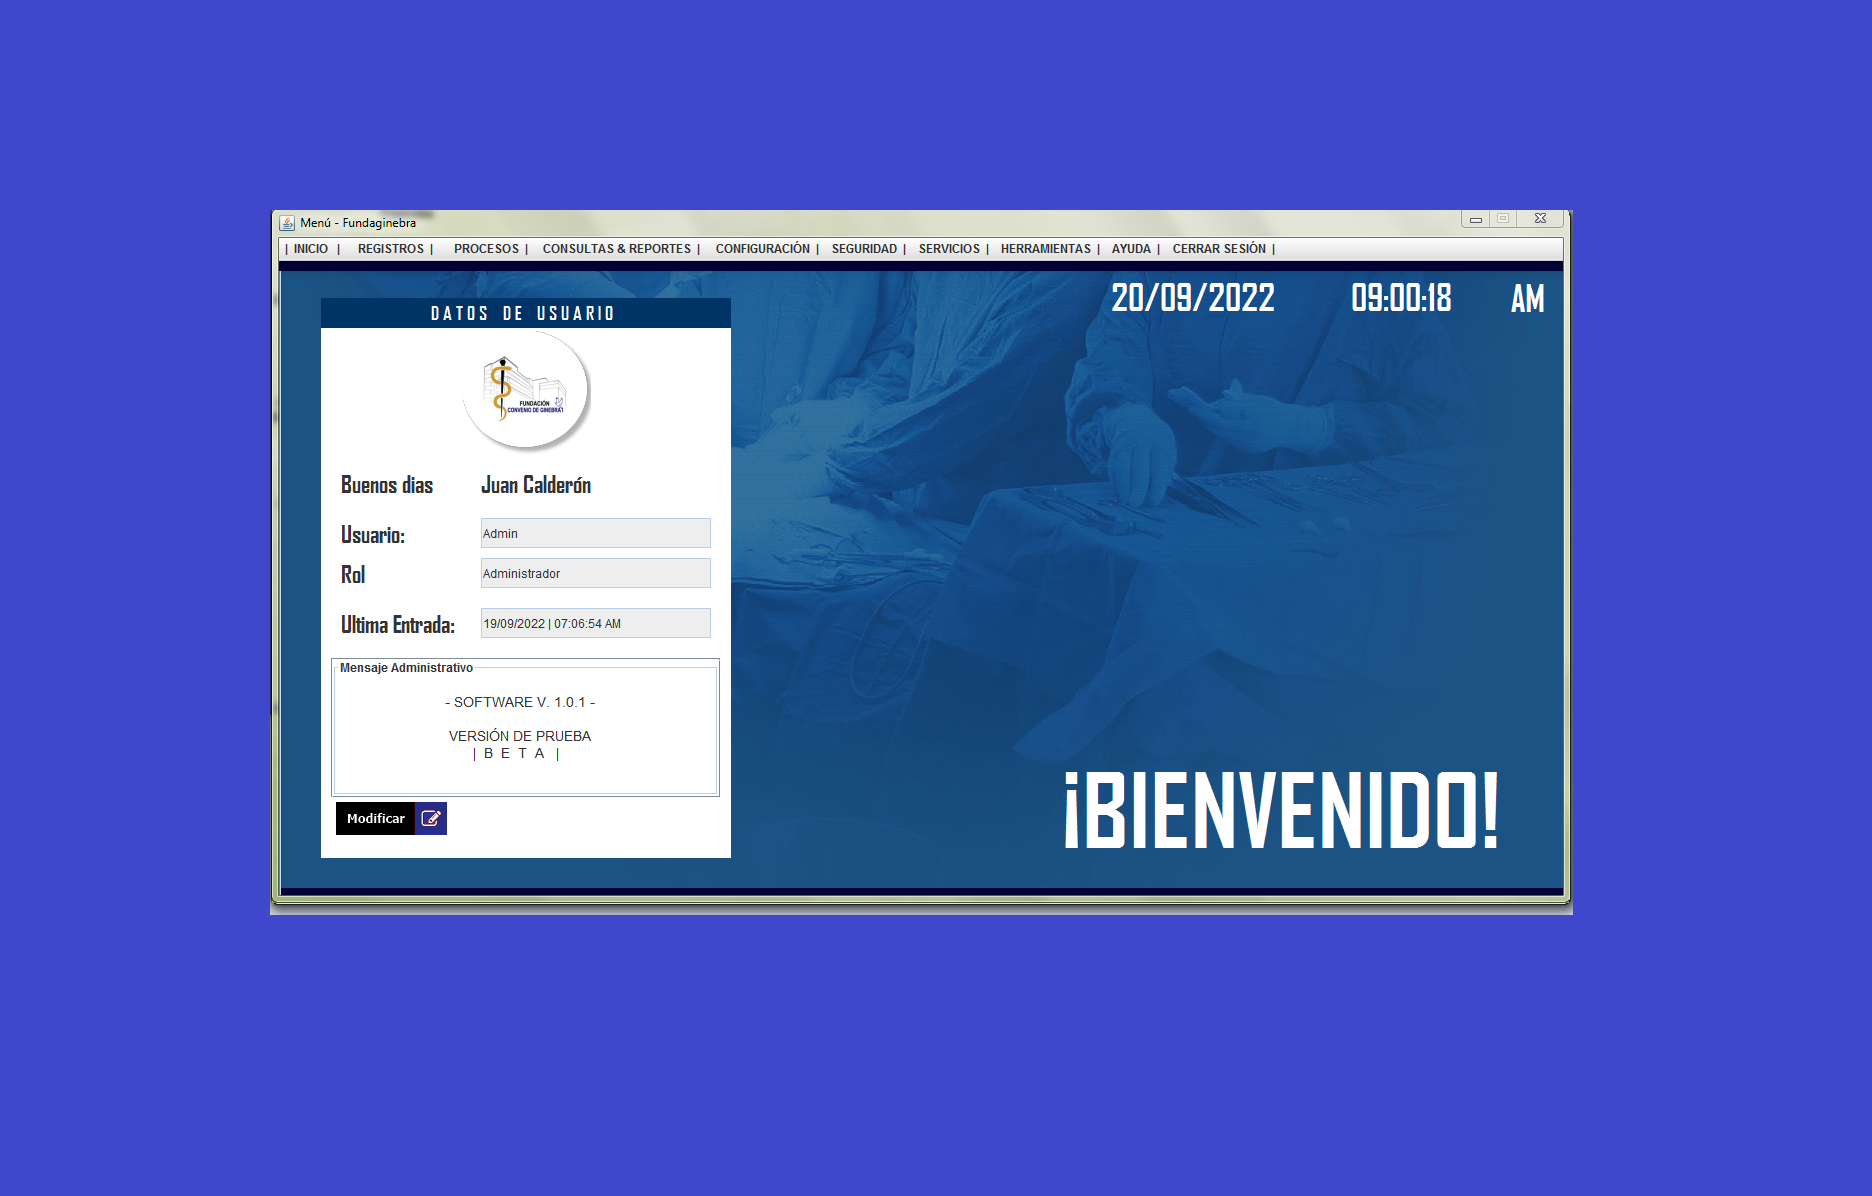 Menú - Fundaginebra
| INICIO | REGISTROS | PROCESOS | CONSULTAS & REPORTES | CONFIGURACIÓN | SEGURIDAD | SERVICIOS | HERRAMIENTAS | AYUDA | CERRAR SESIÓN |
20/09/2022 09:00:18 AM
DATOS DE USUARIO
FUNDACIÓN
CONVENIO DE GINEBRA
Buenos dias Juan Calderón
Usuario: Admin
Rol Administrador
Ultima Entrada: 19/09/2022 | 07:06:54 AM
Mensaje Administrativo
- SOFTWARE V. 1.0.1 -
VERSIÓN DE PRUEBA
| B E T A |
Modificar
¡BIENVENIDO!